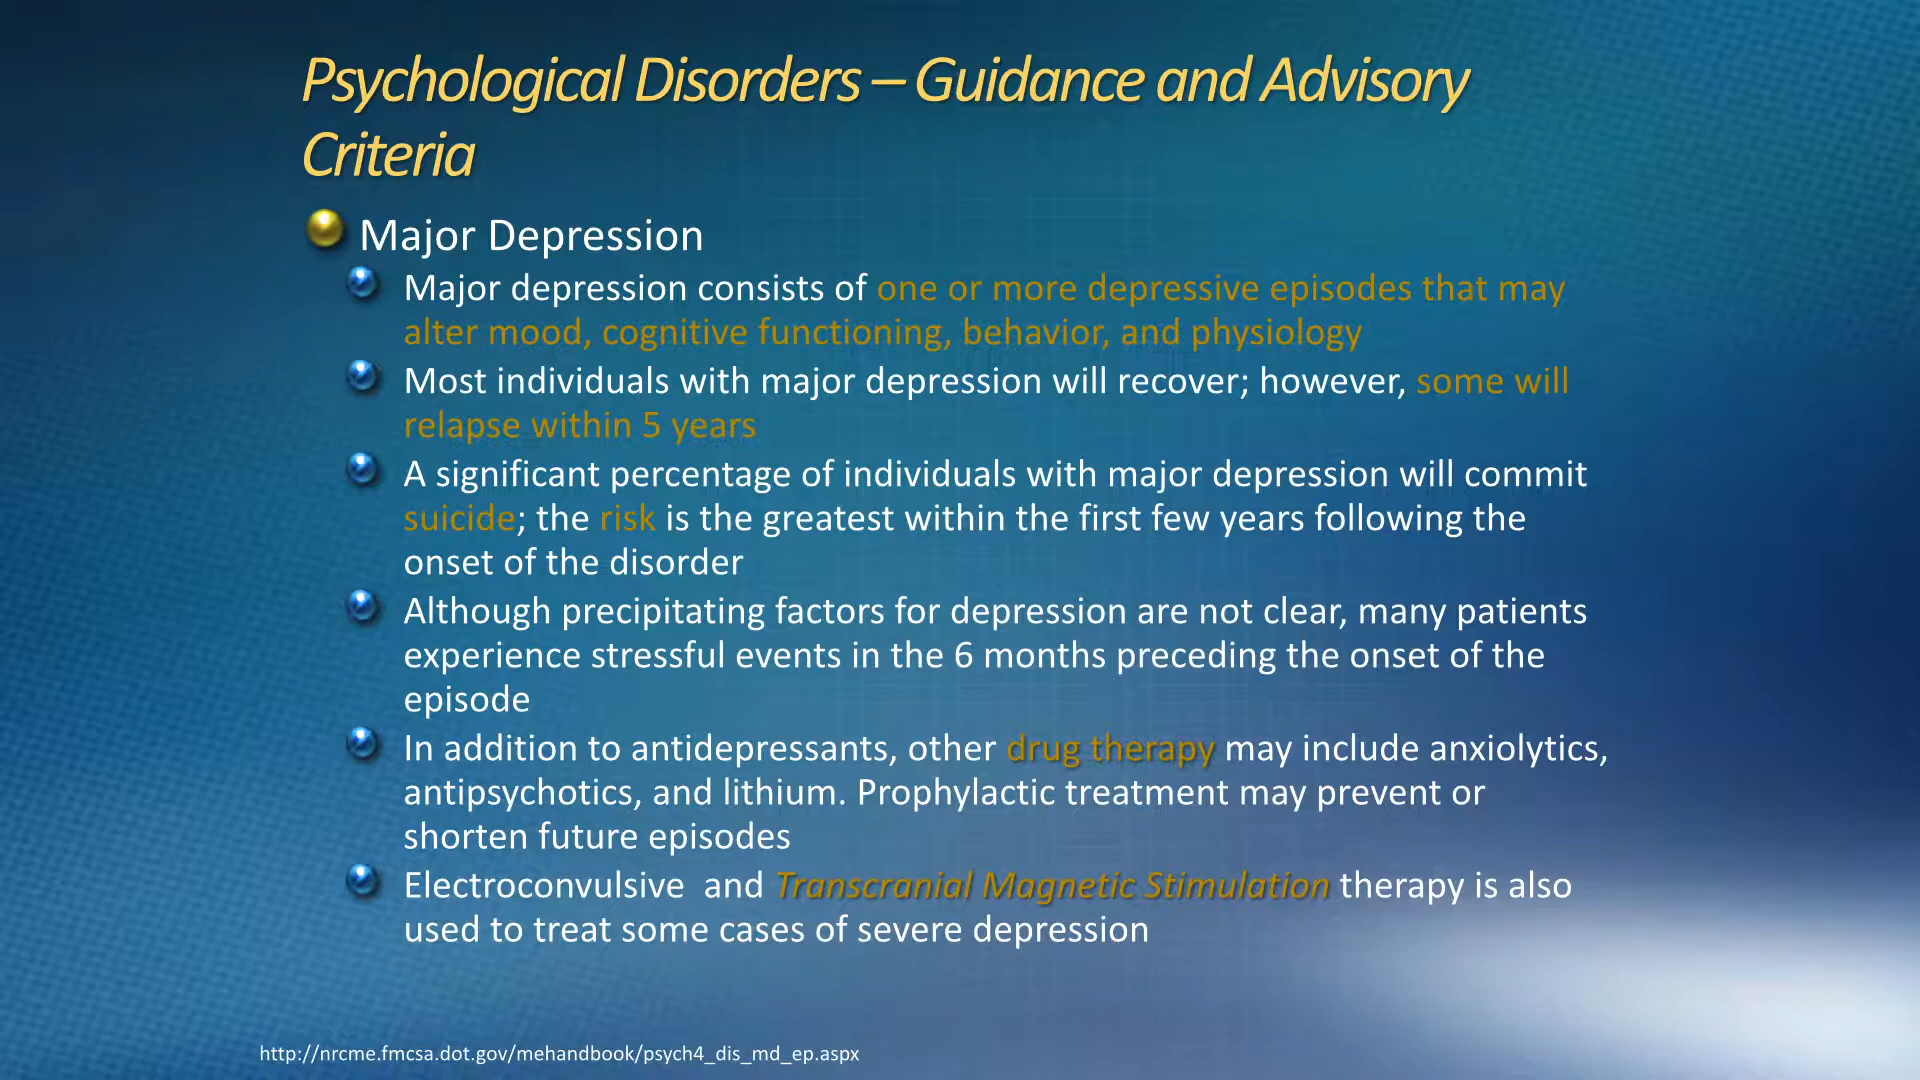 Psychological Disorders – Guidance and Advisory
Criteria
Major Depression
Major depression consists of one or more depressive episodes that may
alter mood, cognitive functioning, behavior, and physiology
Most individuals with major depression will recover; however, some will
relapse within 5 years
A significant percentage of individuals with major depression will commit
suicide; the risk is the greatest within the first few years following the
onset of the disorder
Although precipitating factors for depression are not clear, many patients
experience stressful events in the 6 months preceding the onset of the
episode
In addition to antidepressants, other drug therapy may include anxiolytics,
antipsychotics, and lithium. Prophylactic treatment may prevent or
shorten future episodes
Electroconvulsive  and Transcranial Magnetic Stimulation therapy is also
used to treat some cases of severe depression
http://nrcme.fmcsa.dot.gov/mehandbook/psych4_dis_md_ep.aspx